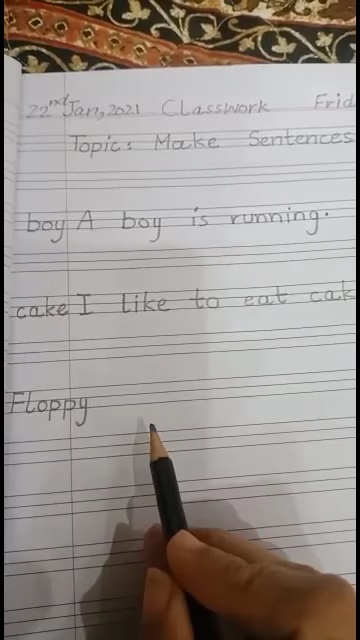 22nd Jan, 2021 Classwork Frid
Topic: Make Sentences
boy A boy is running.
cake I like to eat cak
Floppy